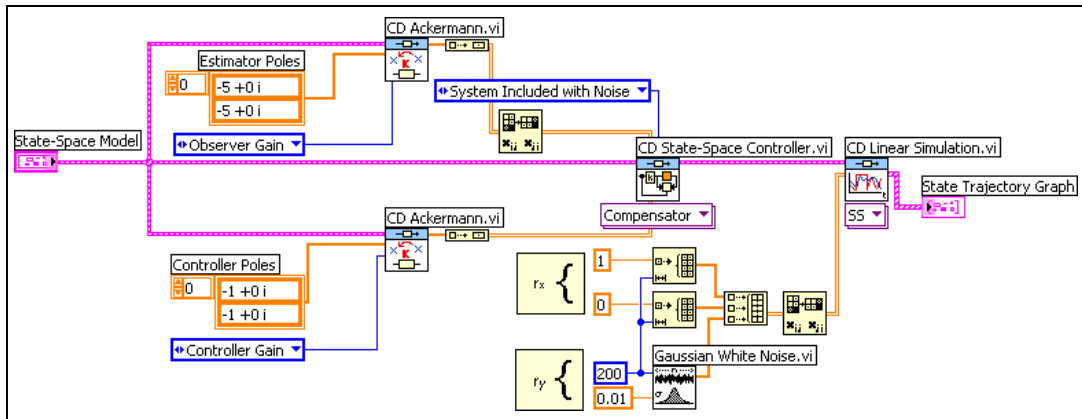 CD Ackermann.vi
Estimator Poles
0
-5 +0 i
-5 +0 i
K
System Included with Noise
State-Space Model
Observer Gain
CD State-Space Controller.vi
CD Linear Simulation.vi
State Trajectory Graph
CD Ackermann.vi
Compensator
SS
K
Controller Poles
0
-1 +0 i
-1 +0 i
rx {
1
0
Controller Gain
ry {
200
0.01
Gaussian White Noise.vi